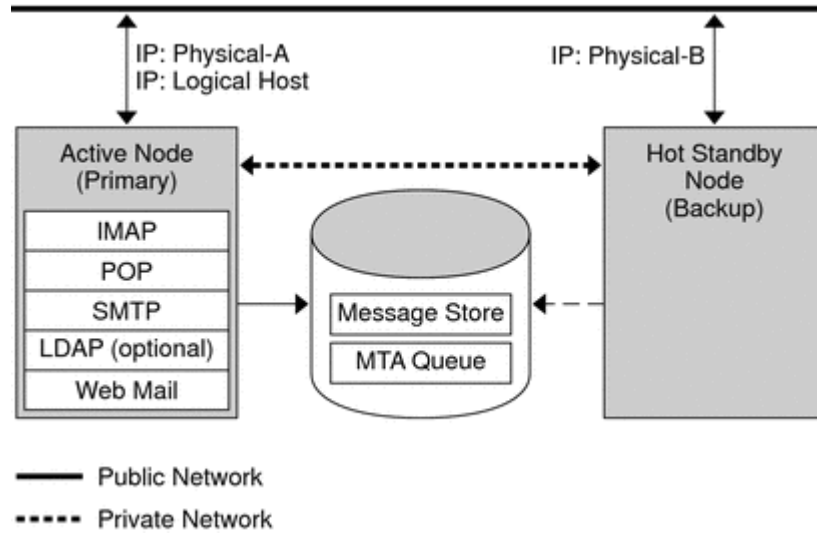 IP: Physical-A
IP: Logical Host
IP: Physical-B
Active Node
(Primary)
IMAP
POP
SMTP
LDAP (optional)
Web Mail
Message Store
MTA Queue
Hot Standby
Node
(Backup)
Public Network
Private Network